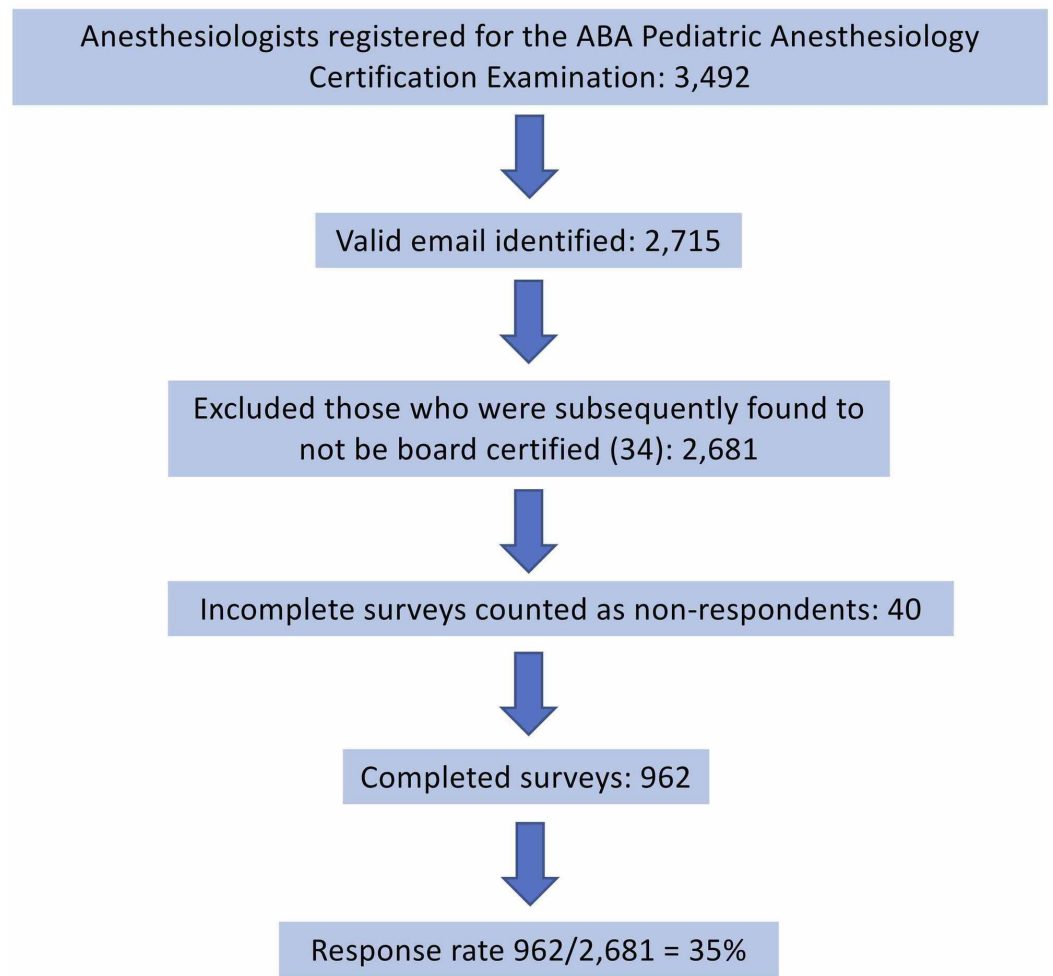 Anesthesiologists registered for the ABA Pediatric Anesthesiology
Certification Examination: 3,492
Valid email identified: 2,715
Excluded those who were subsequently found to
not be board certified (34): 2,681
Incomplete surveys counted as non-respondents: 40
Completed surveys: 962
Response rate 962/2,681 = 35%